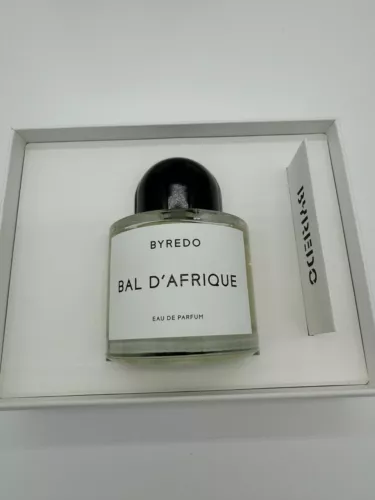 BYREDO
BAL D'AFRIQUE
EAU DE PARFUM
BYREDO